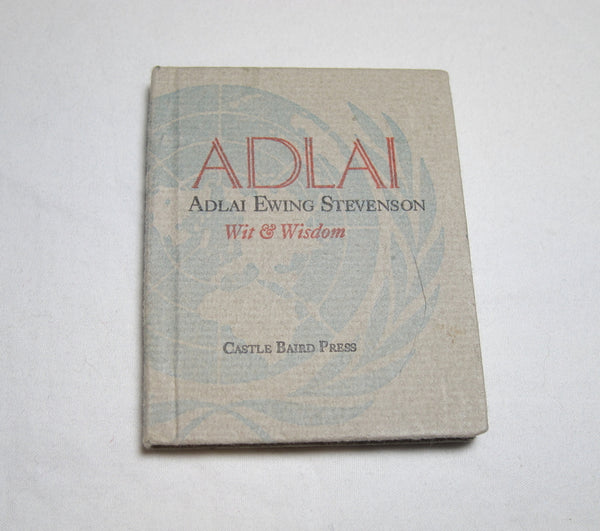 ADLAI
ADLAI EWING STEVENSON
Wit & Wisdom
CASTLE BAIRD PRESS